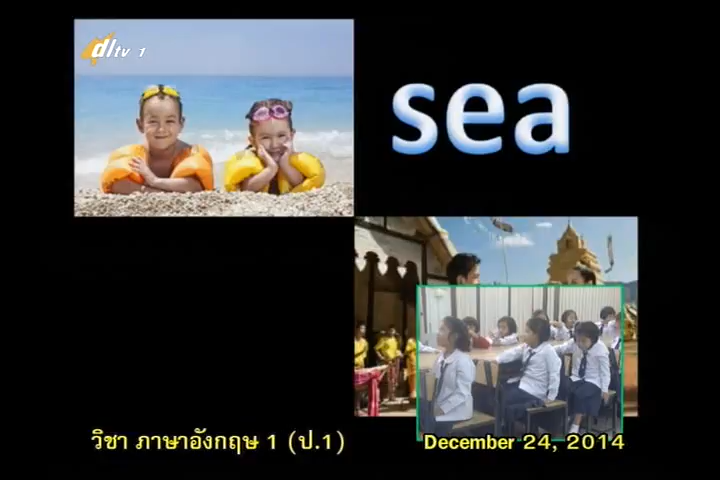 dltv 1
sea
วิชา ภาษาอังกฤษ 1 (ป.1)
December 24, 2014